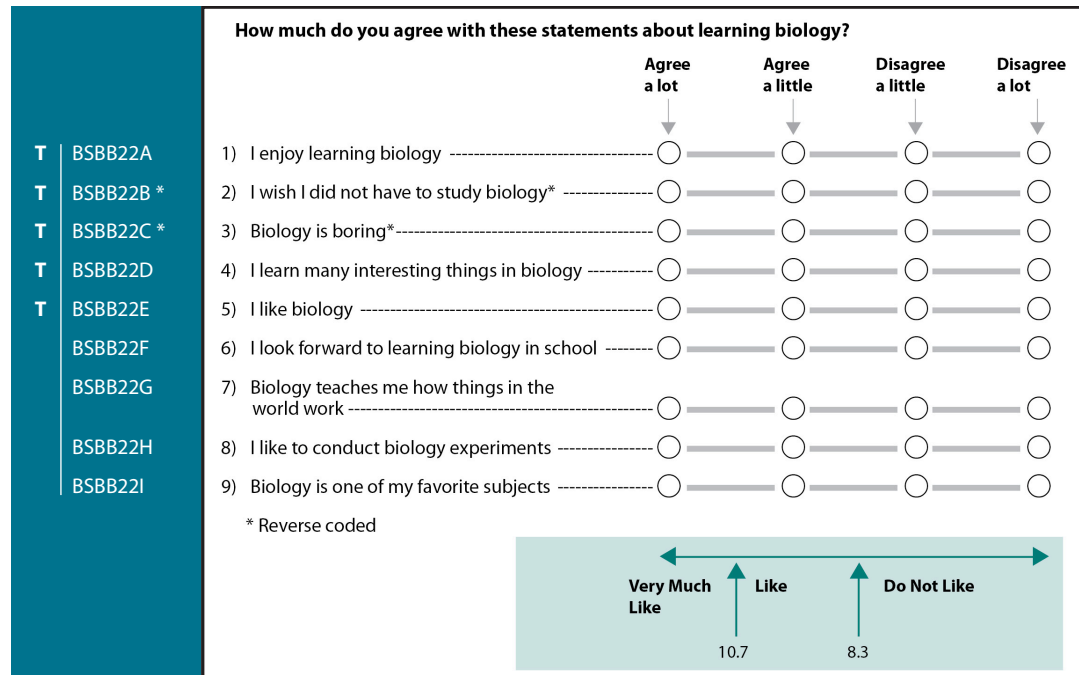 How much do you agree with these statements about learning biology?
Agree a lot
Agree a little
Disagree a little
Disagree a lot
T BSBB22A 1) I enjoy learning biology
T BSBB22B * 2) I wish I did not have to study biology*
T BSBB22C * 3) Biology is boring*
T BSBB22D 4) I learn many interesting things in biology
T BSBB22E 5) I like biology
BSBB22F 6) I look forward to learning biology in school
BSBB22G 7) Biology teaches me how things in the
world work
BSBB22H 8) I like to conduct biology experiments
BSBB22I 9) Biology is one of my favorite subjects
* Reverse coded
Very Much Like
Like
Do Not Like
10.7
8.3